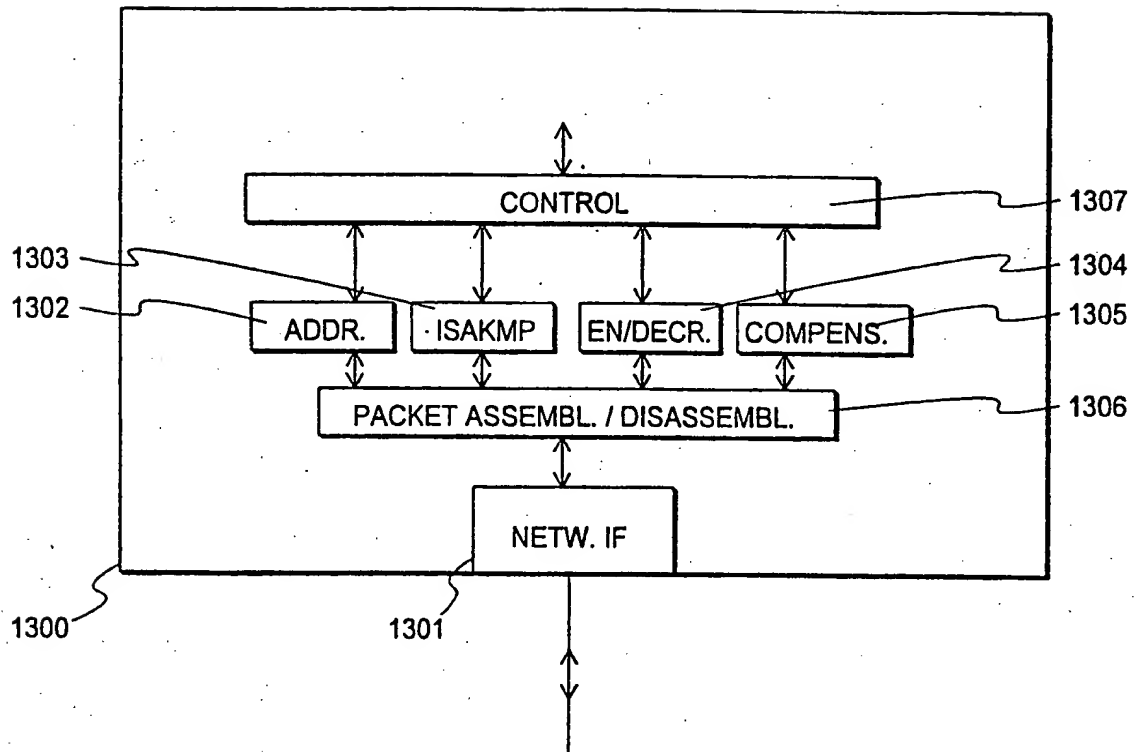 CONTROL
1307
1303
1304
1302
ADDR.
ISAKMP
EN/DECR.
COMPENS.
1305
PACKET ASSEMBL. / DISASSEMBL.
1306
NETW. IF
1300
1301